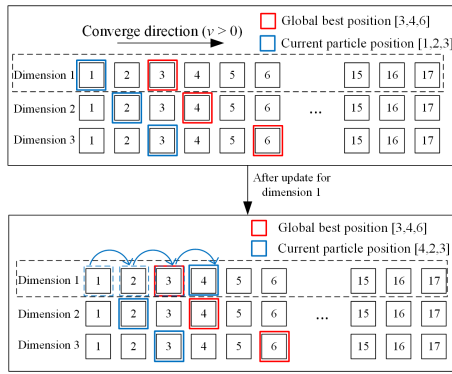 Converge direction (v > 0)
Global best position [3,4,6]
Current particle position [1,2,3]
Dimension 1 1 2 3 4 5 6 15 16 17
Dimension 2 1 2 3 4 5 6 ... 15 16 17
Dimension 3 1 2 3 4 5 6 15 16 17
After update for
dimension 1
Global best position [3,4,6]
Current particle position [4,2,3]
Dimension 1 1 2 3 4 5 6 15 16 17
Dimension 2 1 2 3 4 5 6 ... 15 16 17
Dimension 3 1 2 3 4 5 6 15 16 17